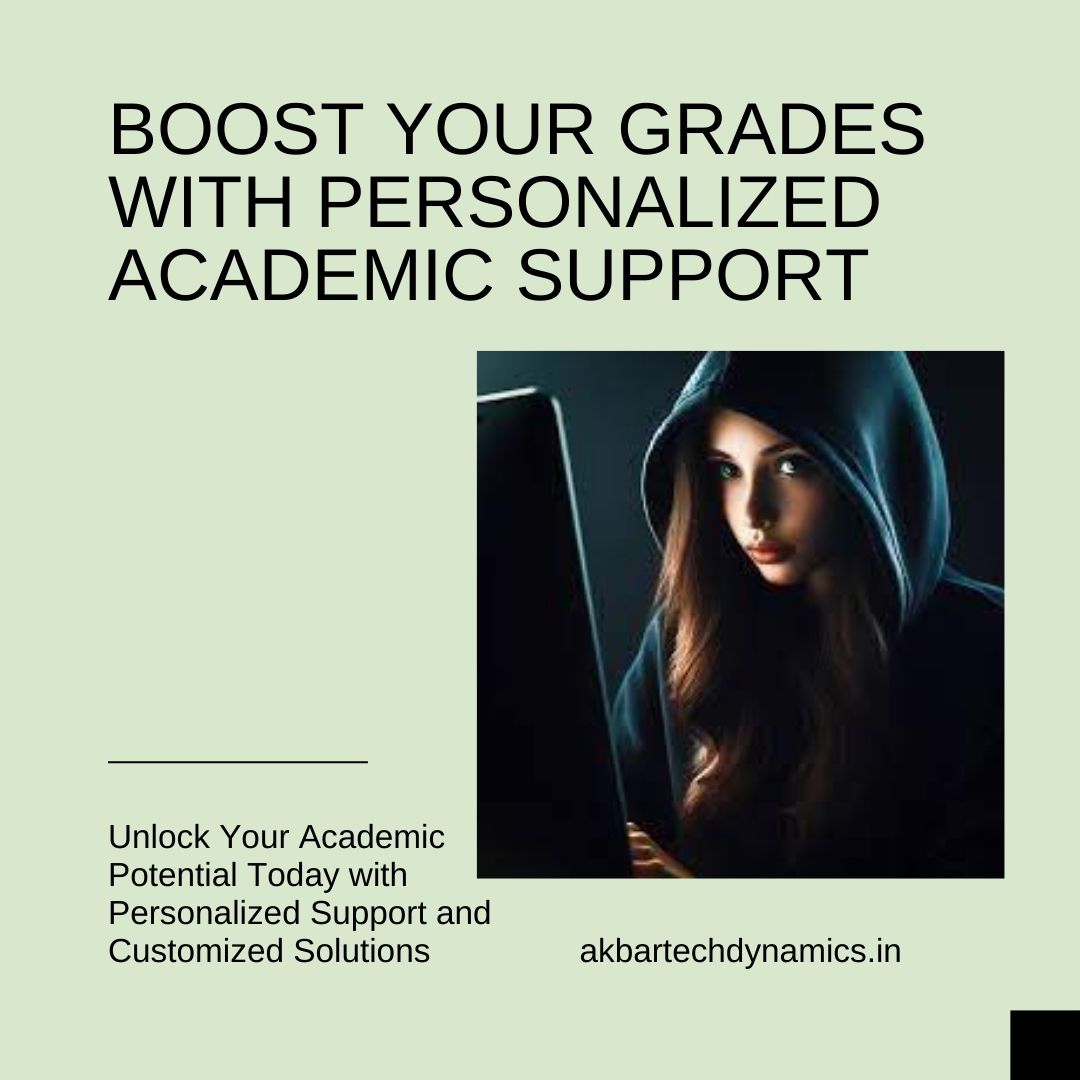 BOOST YOUR GRADES
WITH PERSONALIZED
ACADEMIC SUPPORT
Unlock Your Academic
Potential Today with
Personalized Support and
Customized Solutions
akbartechdynamics.in